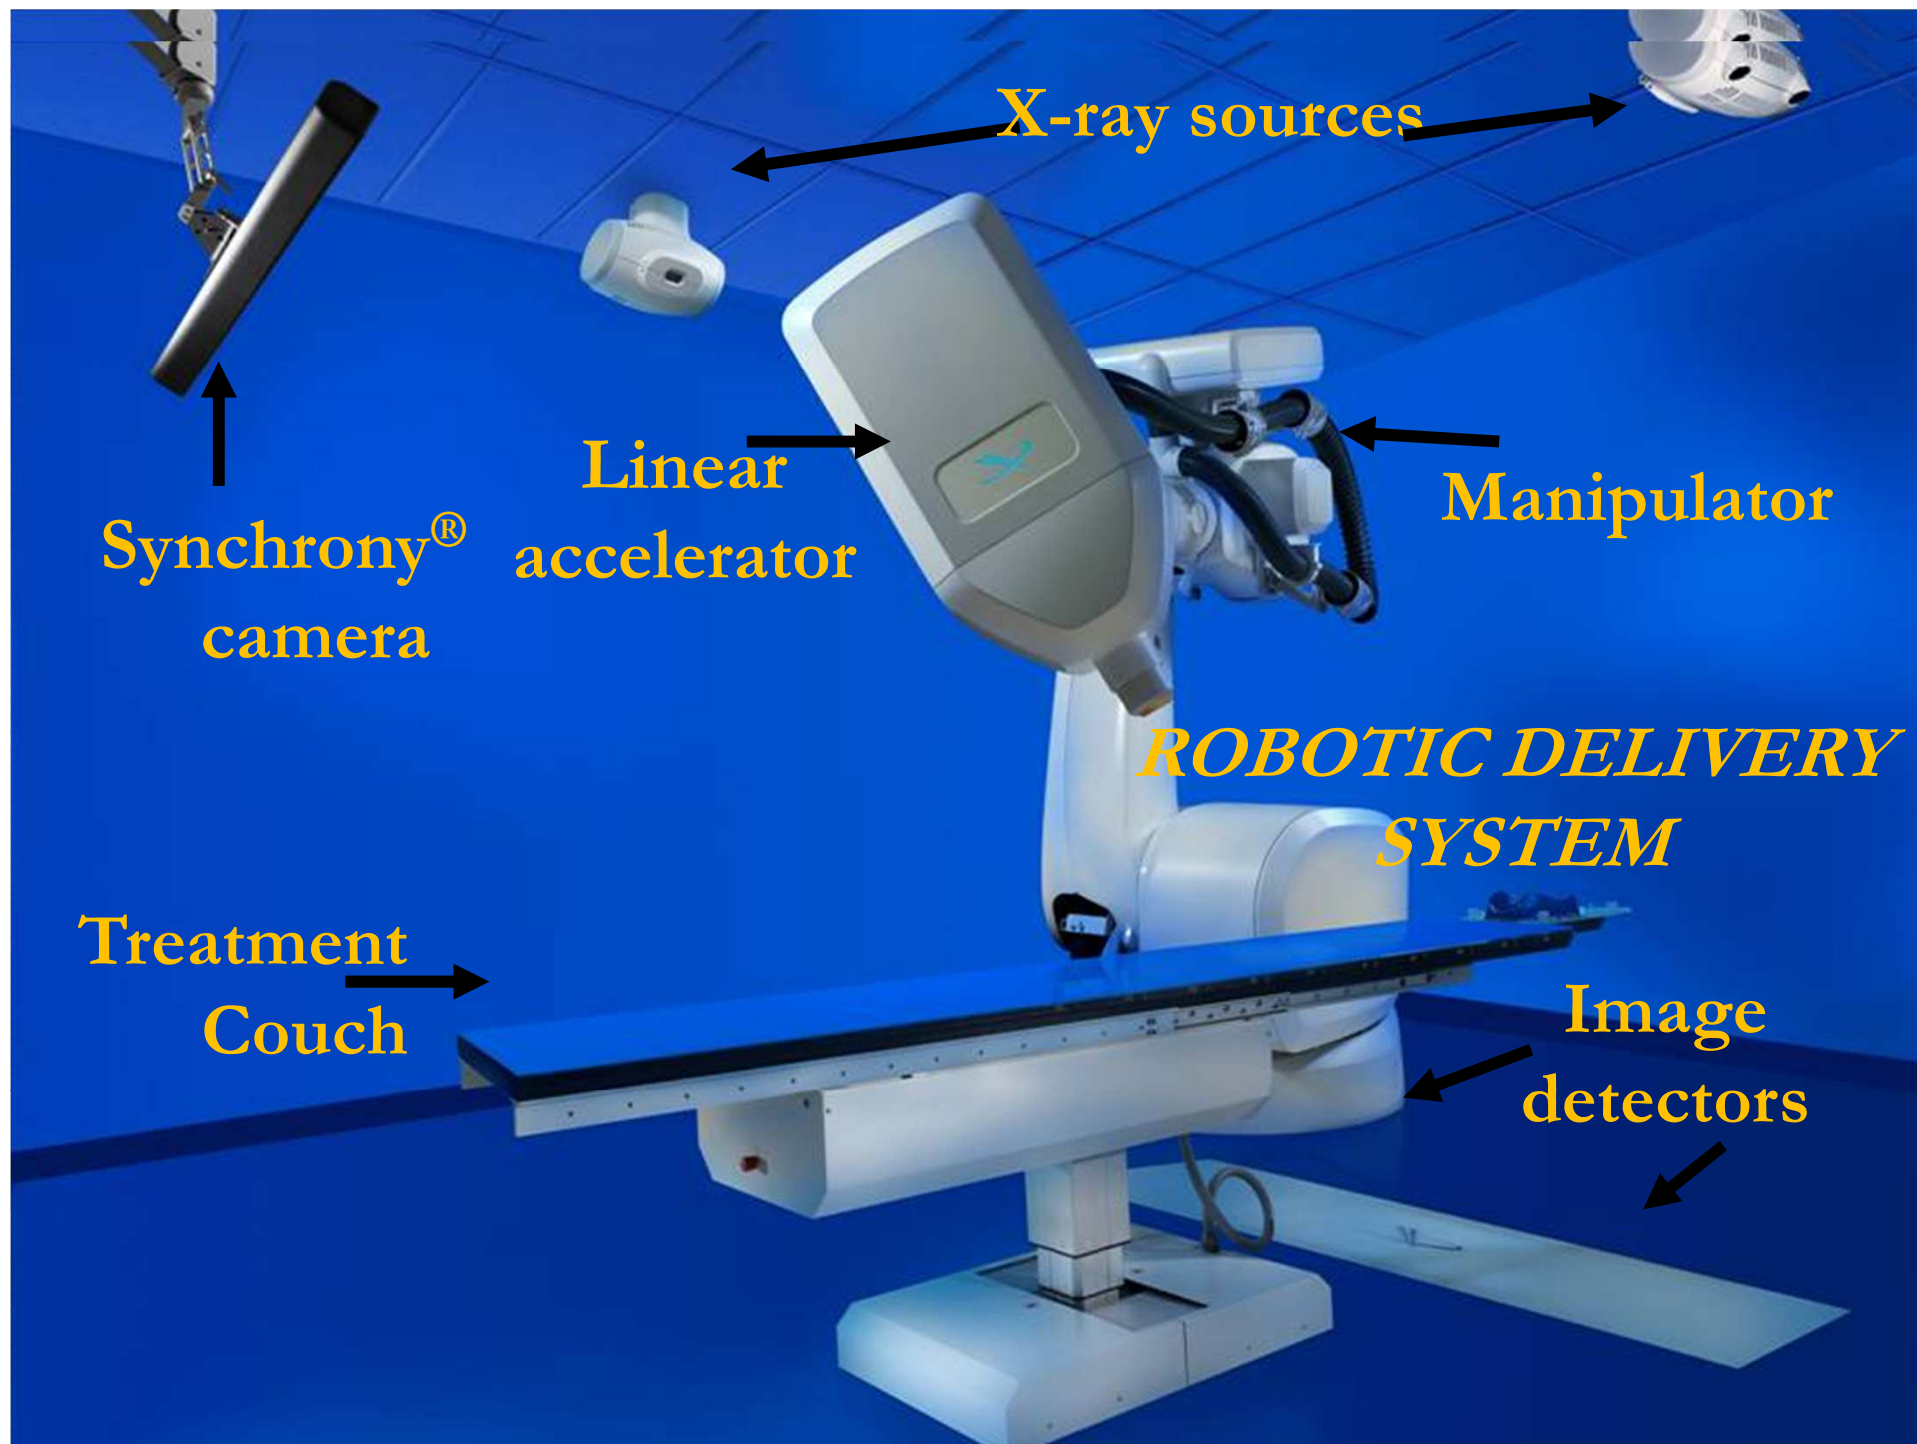 X-ray sources
Linear
accelerator
Manipulator
Synchrony®
camera
ROBOTIC DELIVERY
SYSTEM
Treatment
Couch
Image
detectors